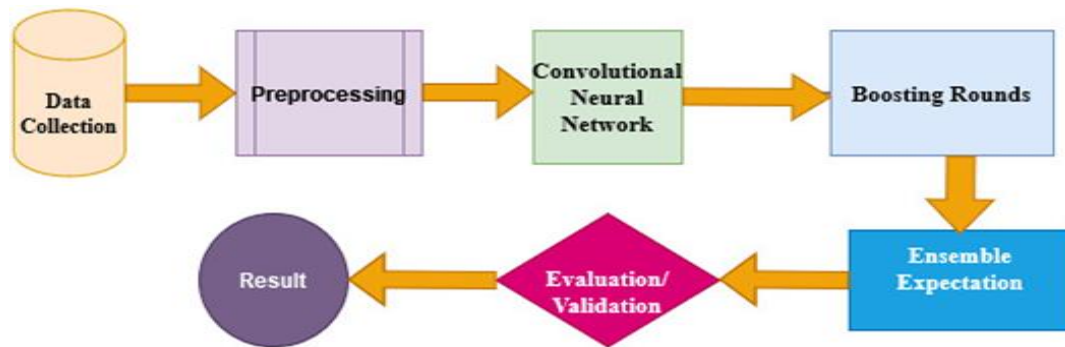 Data
Collection
Preprocessing
Convolutional
Neural
Network
Boosting Rounds
Ensemble
Expectation
Evaluation/
Validation
Result